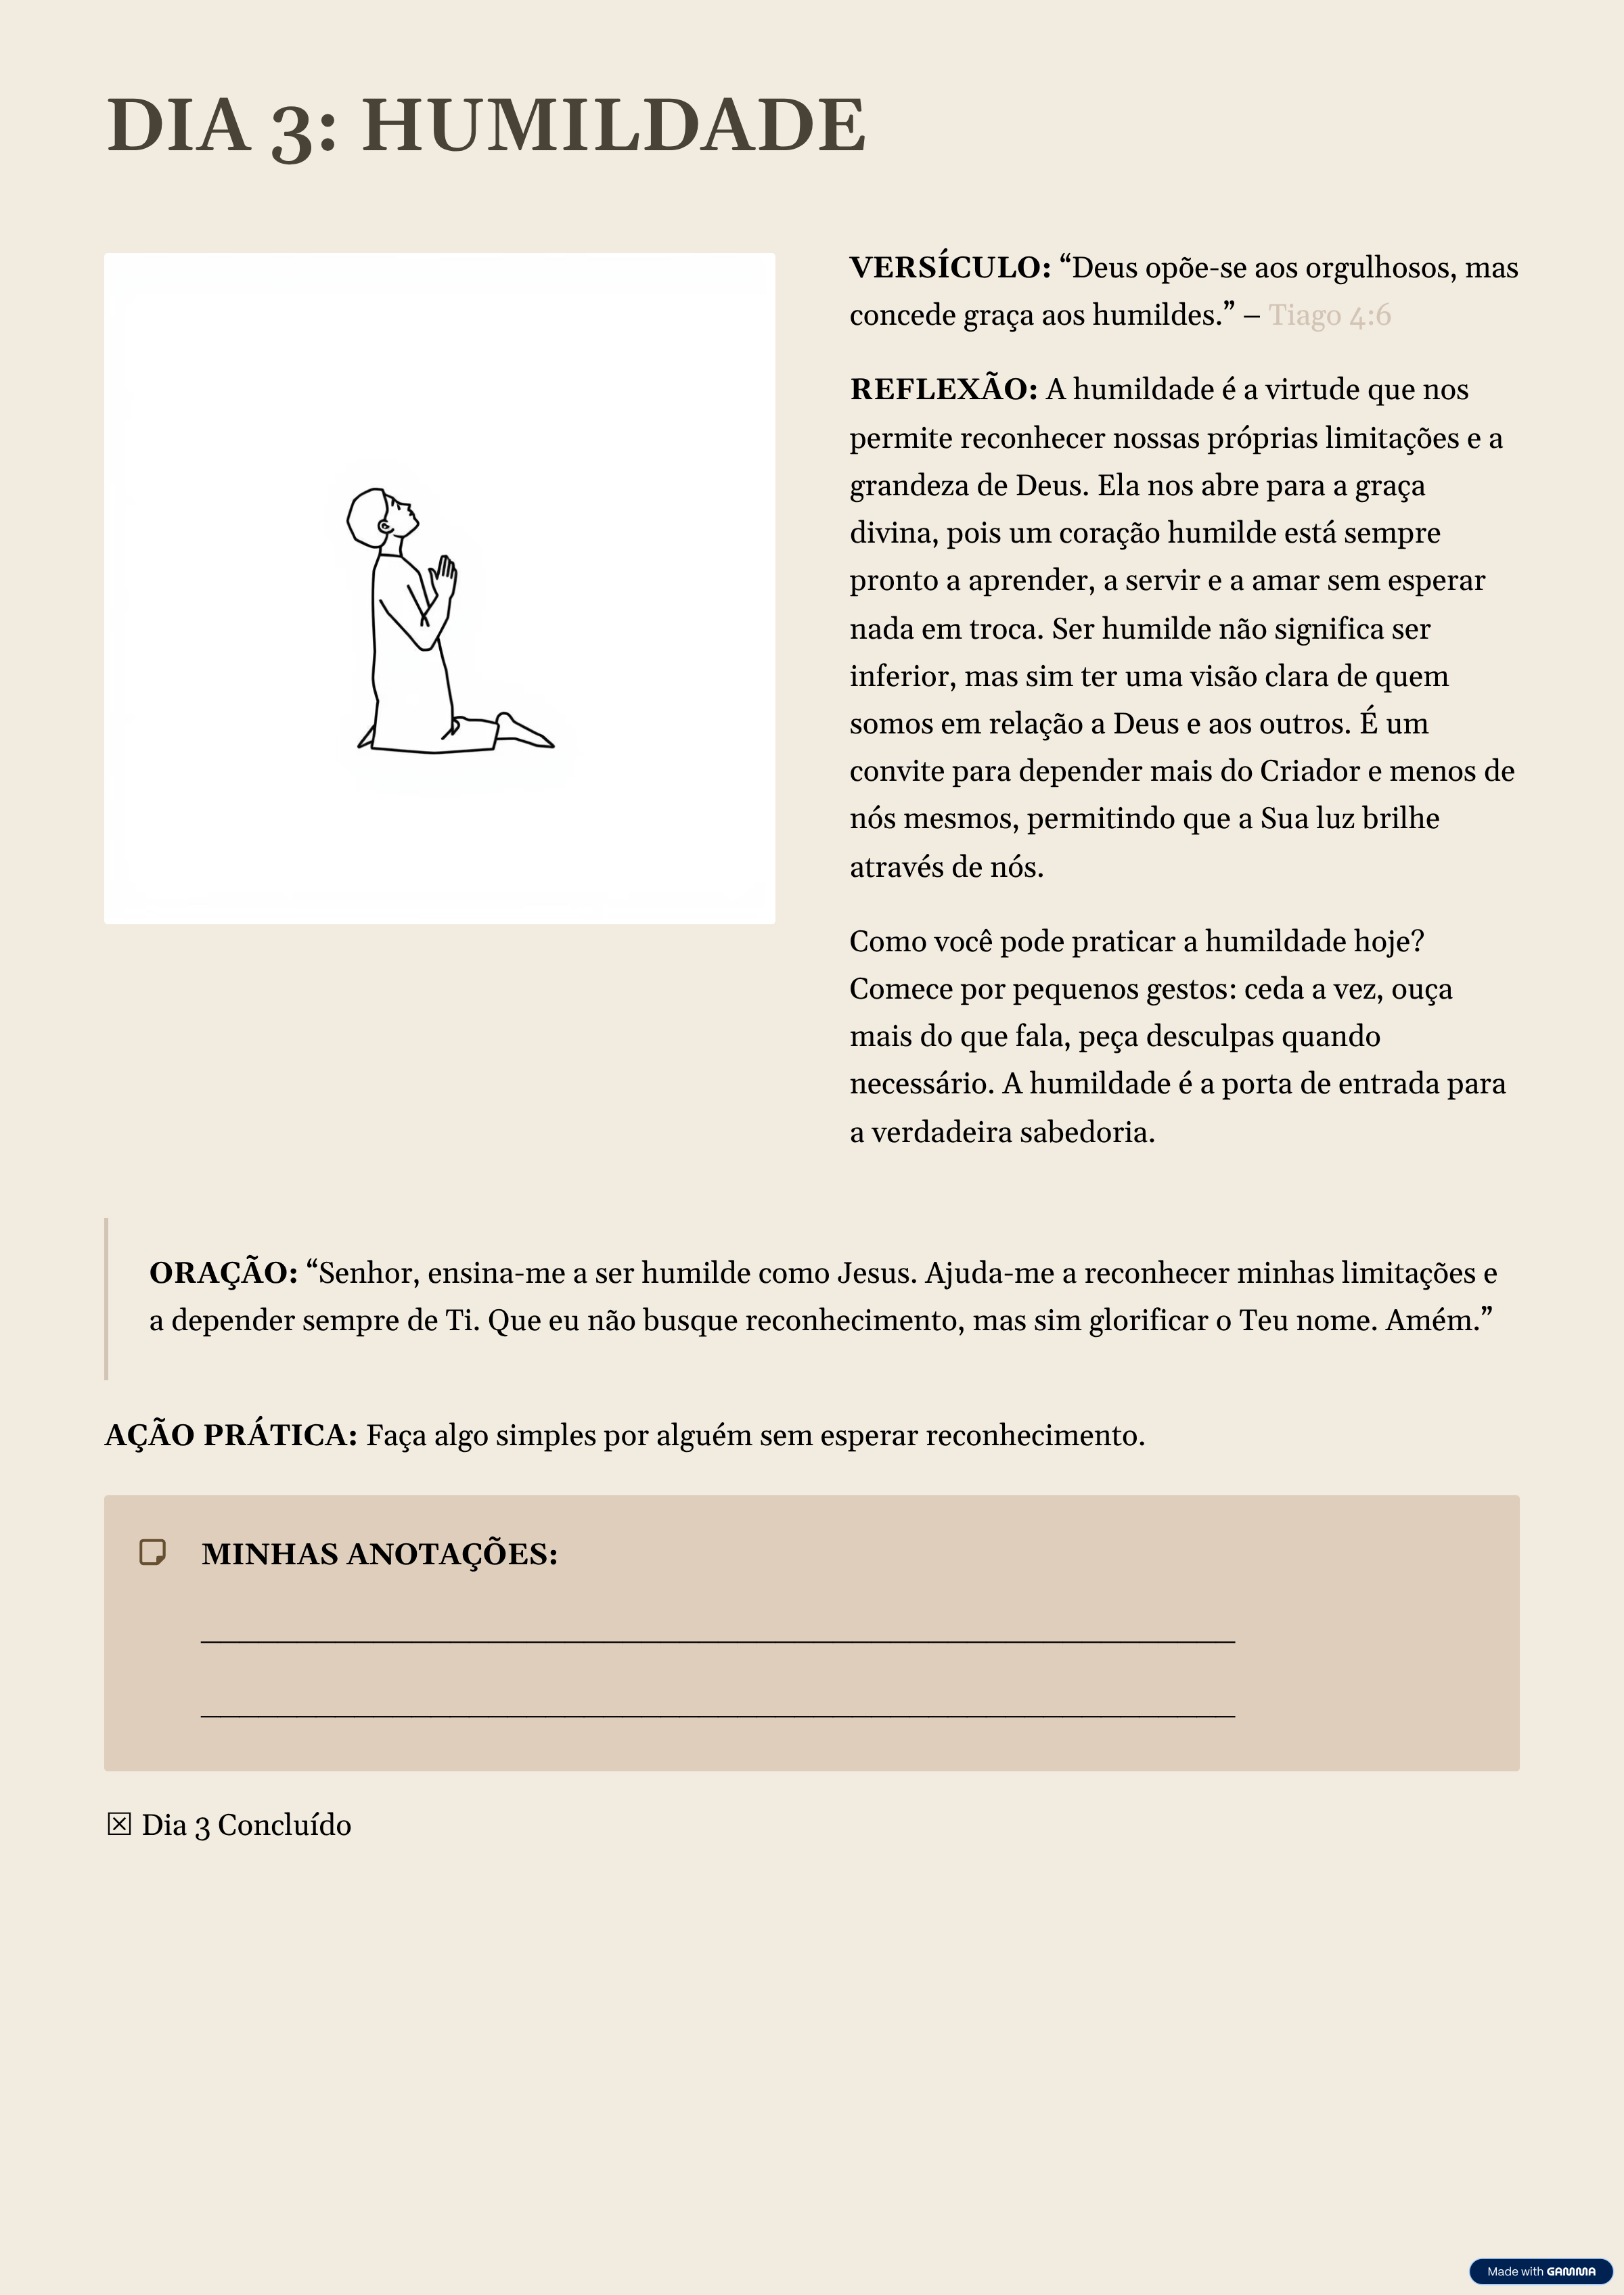 DIA 3: HUMILDADE
VERSÍCULO: “Deus opõe-se aos orgulhosos, mas
concede graça aos humildes.” – Tiago 4:6
REFLEXÃO: A humildade é a virtude que nos
permite reconhecer nossas próprias limitações e a
grandeza de Deus. Ela nos abre para a graça
divina, pois um coração humilde está sempre
pronto a aprender, a servir e a amar sem esperar
nada em troca. Ser humilde não significa ser
inferior, mas sim ter uma visão clara de quem
somos em relação a Deus e aos outros. É um
convite para depender mais do Criador e menos de
nós mesmos, permitindo que a Sua luz brilhe
através de nós.
Como você pode praticar a humildade hoje?
Comece por pequenos gestos: ceda a vez, ouça
mais do que fala, peça desculpas quando
necessário. A humildade é a porta de entrada para
a verdadeira sabedoria.
ORAÇÃO: “Senhor, ensina-me a ser humilde como Jesus. Ajuda-me a reconhecer minhas limitações e
a depender sempre de Ti. Que eu não busque reconhecimento, mas sim glorificar o Teu nome. Amém.”
AÇÃO PRÁTICA: Faça algo simples por alguém sem esperar reconhecimento.
MINHAS ANOTAÇÕES:
☒ Dia 3 Concluído
Made with GAMMA